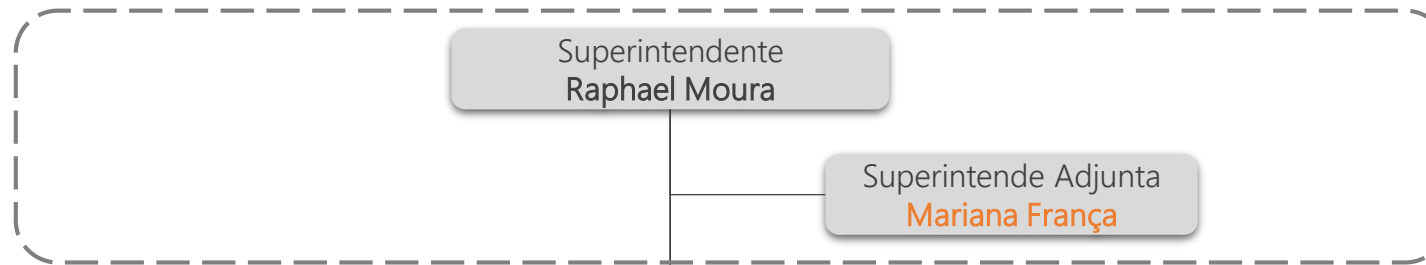 Superintendente
Raphael Moura
Superintende Adjunta
Mariana França